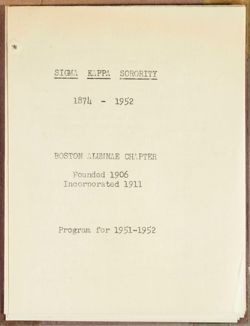 SIGMA KAPPA SORORITY
1874 - 1952
BOSTON ALUMNAE CHAPTER
Founded 1906
Incorporated 1911
Program for 1951-1952